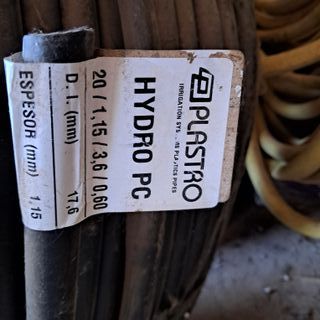 PLASTRO
IRRIGATION SYS
PLASTICS PIPES
HYDRO PC
20 / 1,15 / 3,6 0,60
D. I. (mm) 17,6
ESPESOR (mm) 1,15